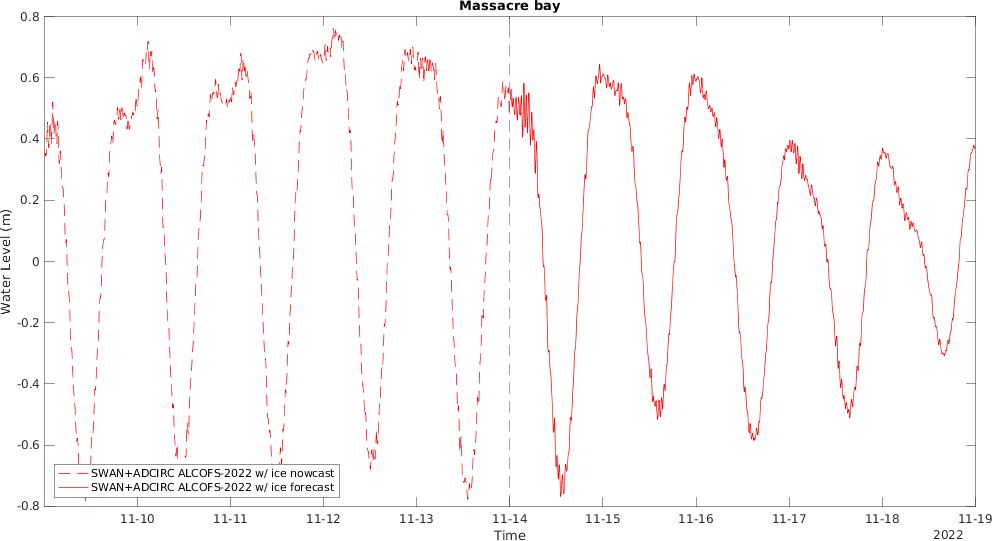 Massacre bay
0.8
0.6
0.4
0.2
0
-0.2
-0.4
-0.6
-0.8
Water Level (m)
SWAN+ADCIRC ALCOFS-2022 w/ ice nowcast
SWAN+ADCIRC ALCOFS-2022 w/ ice forecast
11-10 11-11 11-12 11-13 11-14 11-15 11-16 11-17 11-18 11-19
Time
2022